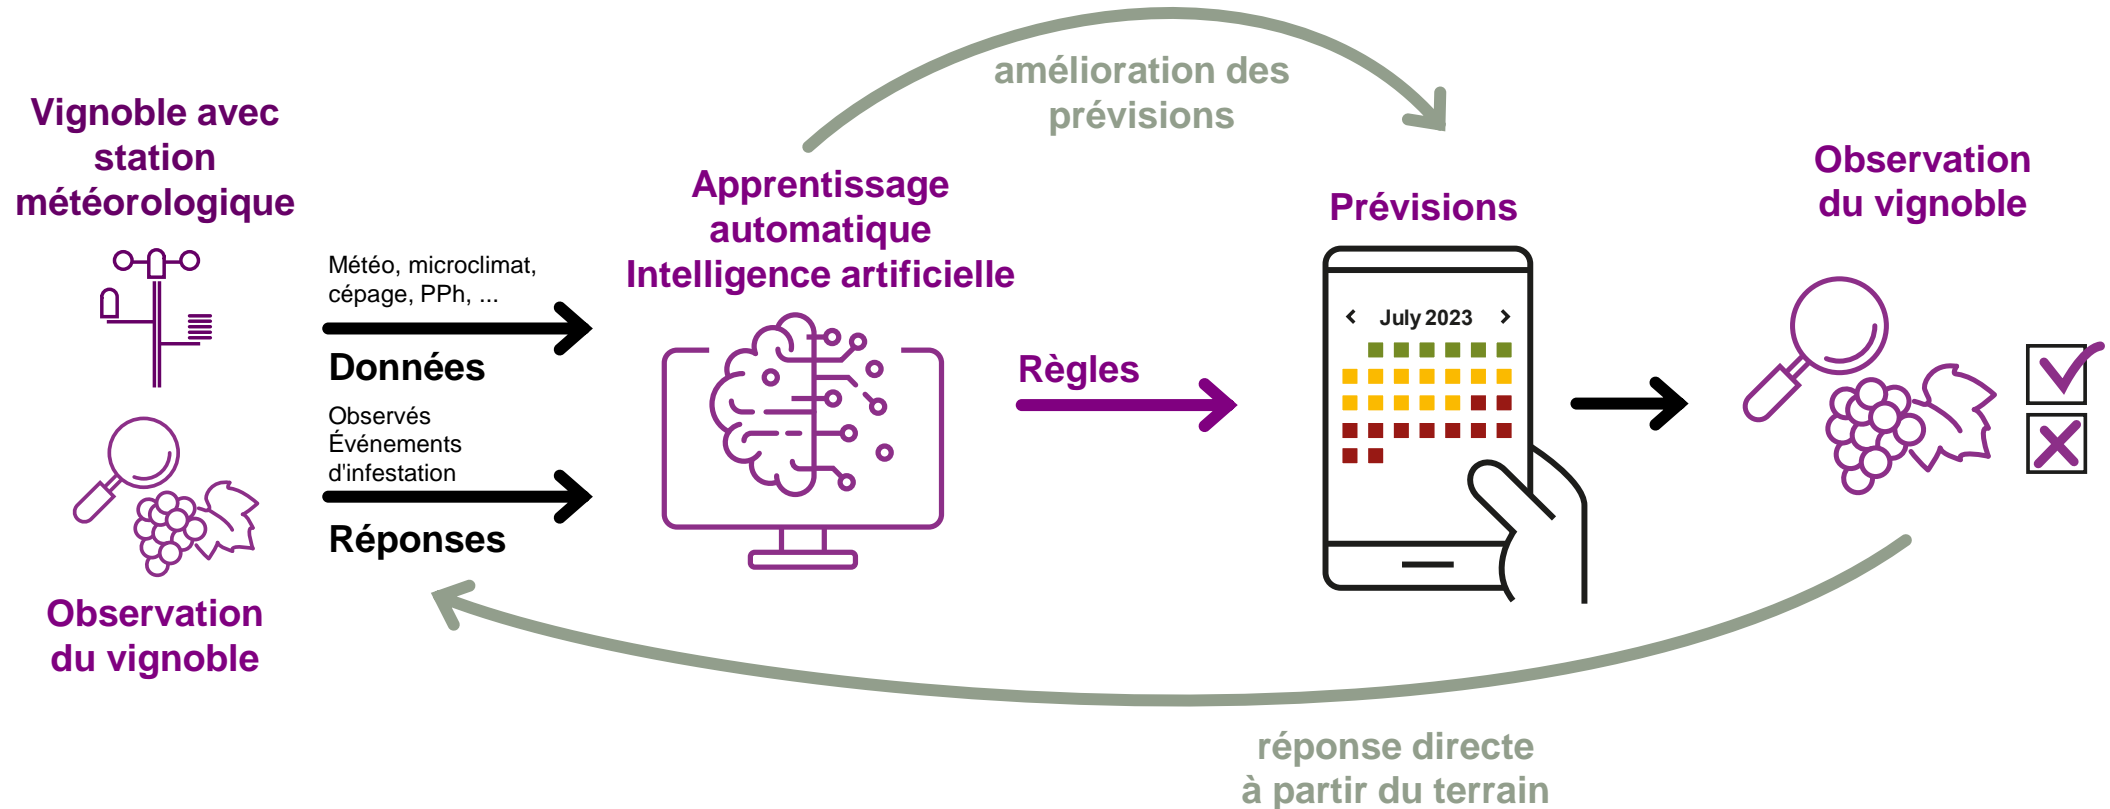 amélioration des
prévisions
Vignoble avec
station
météorologique
Météo, microclimat,
cépage, PPh, ...
Données
Observés
Événements
d'infestation
Réponses
Observation
du vignoble
Apprentissage
automatique
Intelligence artificielle
Règles
Prévisions
July 2023
Observation
du vignoble
réponse directe
à partir du terrain